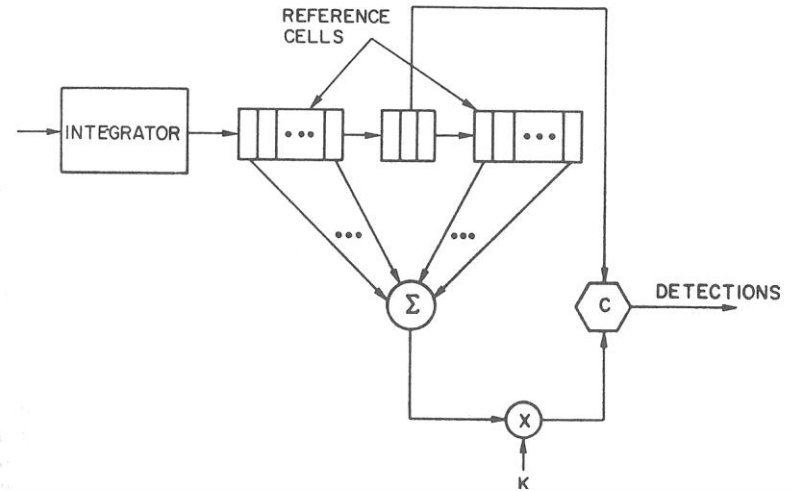 REFERENCE
CELLS
INTEGRATOR
Σ
C
DETECTIONS
X
K